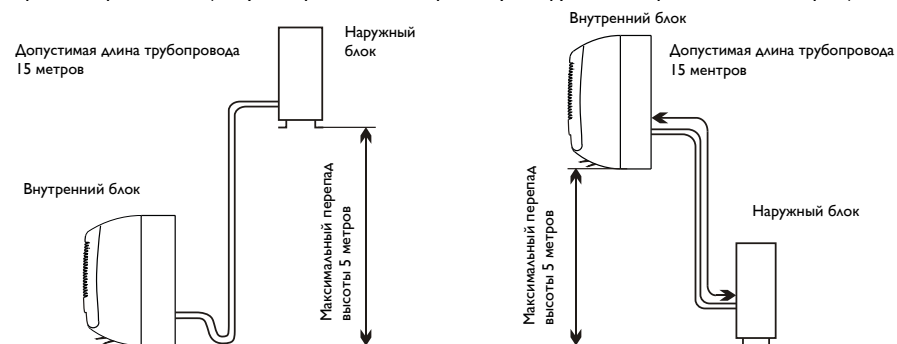 Допустимая длина трубопровода
15 метров
Наружный
блок
Внутренний блок
Максимальный перепад
высоты 5 метров
Внутренний блок
Допустимая длина трубопровода
15 ментров
Максимальный перепад
высоты 5 метров
Наружный блок